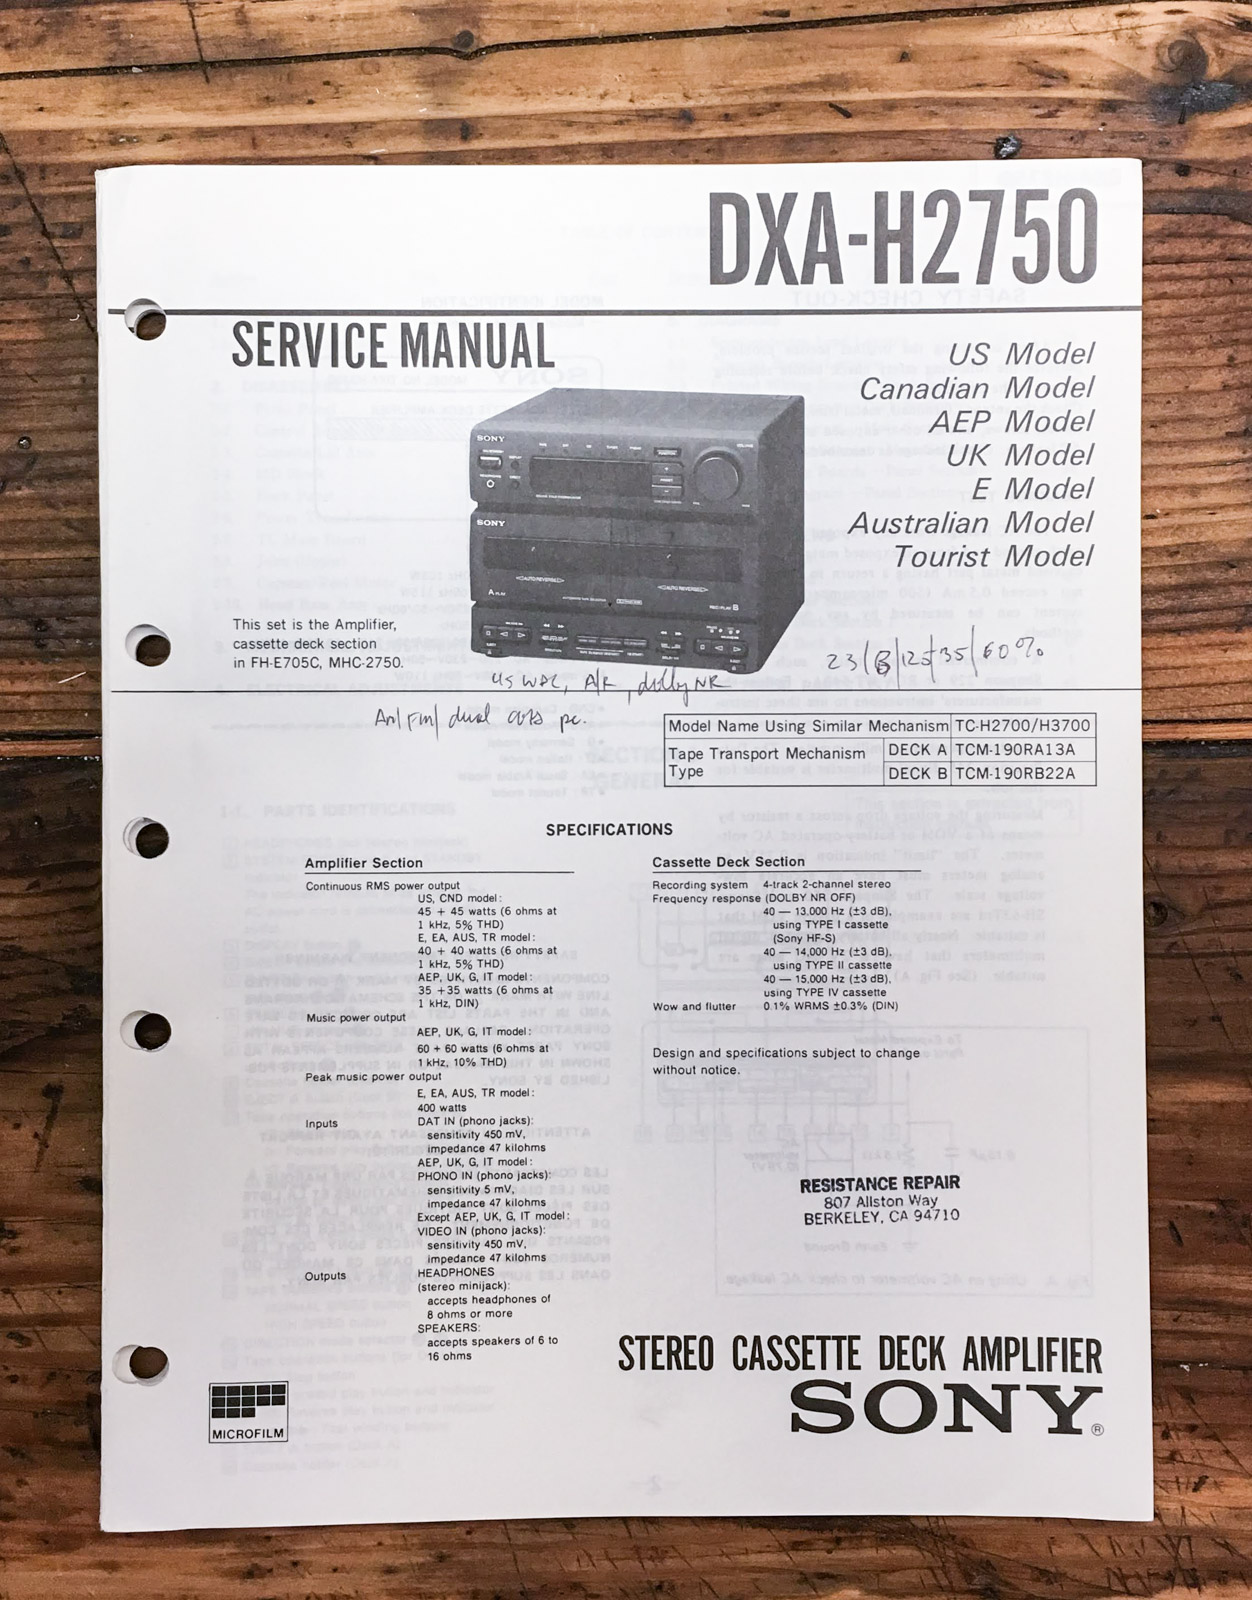 DXA-H2750
SERVICE MANUAL
US Model
Canadian Model
AEP Model
UK Model
E Model
Australian Model
Tourist Model
SONY
SONY
AUTO REVERSE
AUTO REVERSE
A PLAY
REC/PLAY B
This set is the Amplifier,
cassette deck section
in FH-E705C, MHC-2750.
A/R, dolby NR
Am/Fm/ dual
Model Name Using Similar Mechanism TC-H2700/H3700
Tape Transport Mechanism
Type
DECK A TCM-190RA13A
DECK B TCM-190RB22A
SPECIFICATIONS
Amplifier Section
Continuous RMS power output
US, CND model:
45 + 45 watts (6 ohms at
1 kHz, 5% THD)
E, EA, AUS, TR model:
40 + 40 watts (6 ohms at
1 kHz, 5% THD)
AEP, UK, G, IT model:
35 +35 watts (6 ohms at
1 kHz, DIN)
Music power output
AEP, UK, G, IT model:
60 + 60 watts (6 ohms at
1 kHz, 10% THD)
Peak music power output
E, EA, AUS, TR model:
400 watts
Inputs DAT IN (phono jacks):
sensitivity 450 mV,
impedance 47 kilohms
AEP, UK, G, IT model:
PHONO IN (phono jacks):
sensitivity 5 mV,
impedance 47 kilohms
Except AEP, UK, G, IT model:
VIDEO IN (phono jacks):
sensitivity 450 mV,
impedance 47 kilohms
Outputs HEADPHONES
(stereo minijack):
accepts headphones of
8 ohms or more
SPEAKERS:
accepts speakers of 6 to
16 ohms
Cassette Deck Section
Recording system 4-track 2-channel stereo
Frequency response (DOLBY NR OFF)
40 — 13,000 Hz (±3 dB),
using TYPE I cassette
(Sony HF-S)
40 — 14,000 Hz (±3 dB),
using TYPE II cassette
40 — 15,000 Hz (±3 dB),
using TYPE IV cassette
Wow and flutter 0.1% WRMS ±0.3% (DIN)
Design and specifications subject to change
without notice.
RESISTANCE REPAIR
807 Allston Way
BERKELEY, CA 94710
STEREO CASSETTE DECK AMPLIFIER
SONY®
MICROFILM